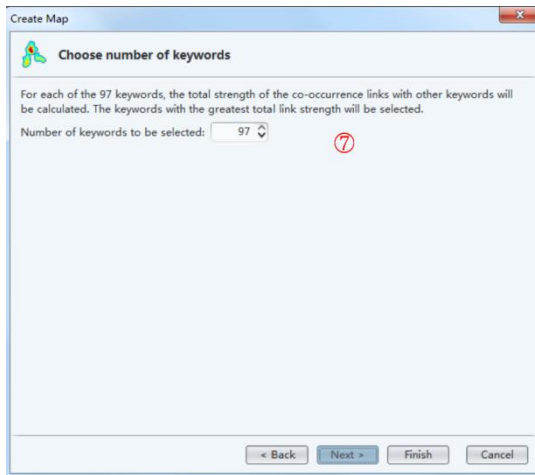 Create Map
Choose number of keywords
For each of the 97 keywords, the total strength of the co-occurrence links with other keywords will
be calculated. The keywords with the greatest total link strength will be selected.
Number of keywords to be selected: 97
⑦
< Back Next > Finish Cancel